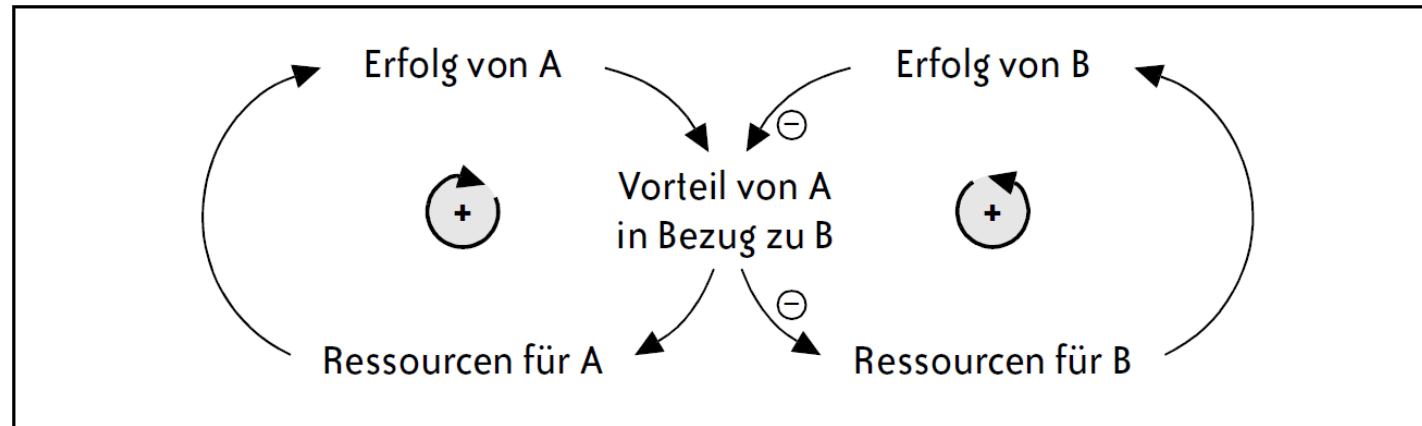 Erfolg von A
Erfolg von B
−
Vorteil von A
in Bezug zu B
+
+
−
Ressourcen für A
Ressourcen für B